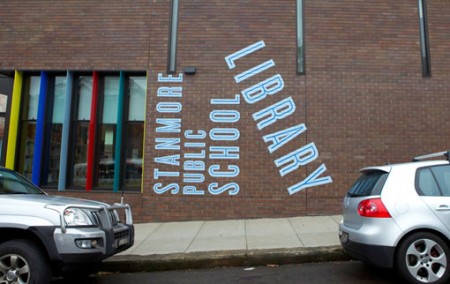 STANMORE
PUBLIC
SCHOOL
LIBRARY